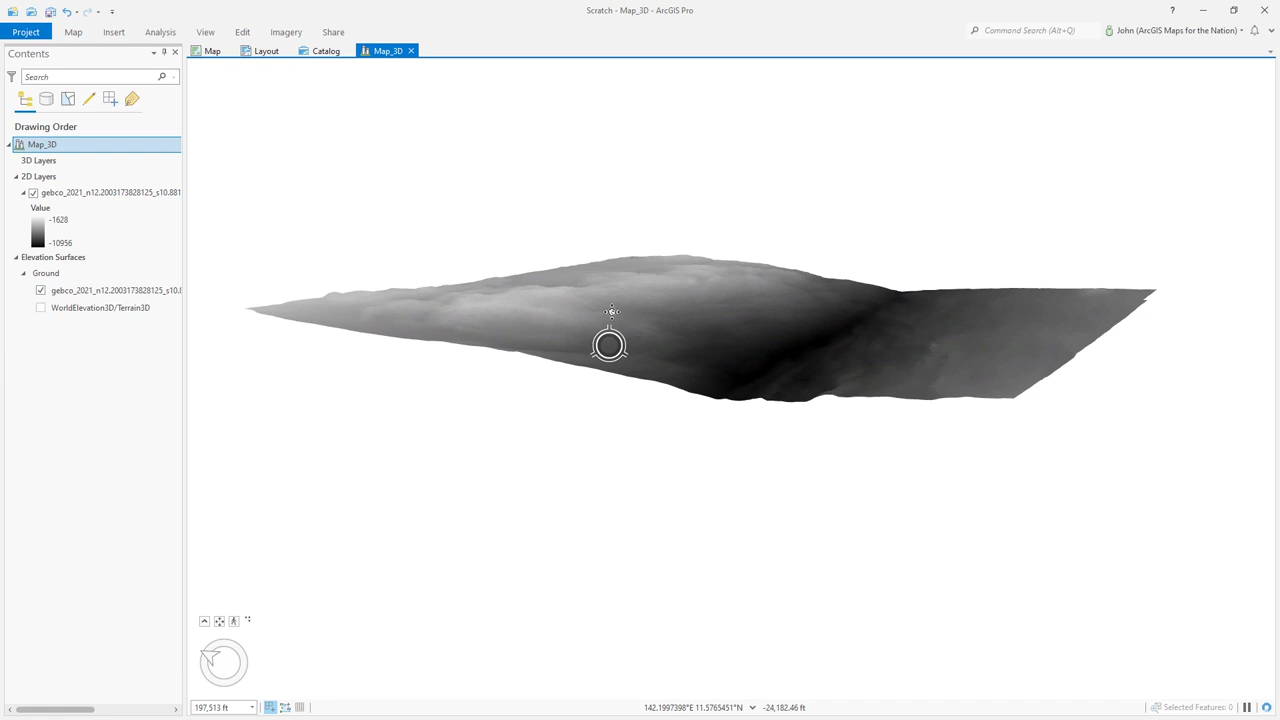 Scratch - Map_3D - ArcGIS Pro
Project Map Insert Analysis View Edit Imagery Share
Command Search (Alt+Q)
John (ArcGIS Maps for the Nation)
Contents
Map Layout Catalog Map_3D
Search
Drawing Order
Map_3D
3D Layers
2D Layers
gebco_2021_n12.2003173828125_s10.881
Value
-1628
-10956
Elevation Surfaces
Ground
gebco_2021_n12.2003173828125_s10.8
WorldElevation3D/Terrain3D
197,513 ft
142.1997398°E 11.5765451°N
-24,182.46 ft
Selected Features: 0